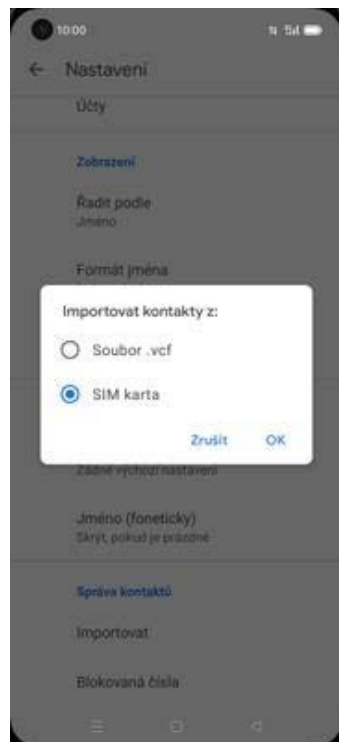 10:00
Nastavení
Účty
Zobrazení
Řadit podle
Jméno
Formát jména
Importovat kontakty z:
Soubor .vcf
SIM karta
Zrušit OK
Žádné výchozí nastavení
Jméno (foneticky)
Skrýt, pokud je prázdné
Správa kontaktů
Importovat
Blokovaná čísla